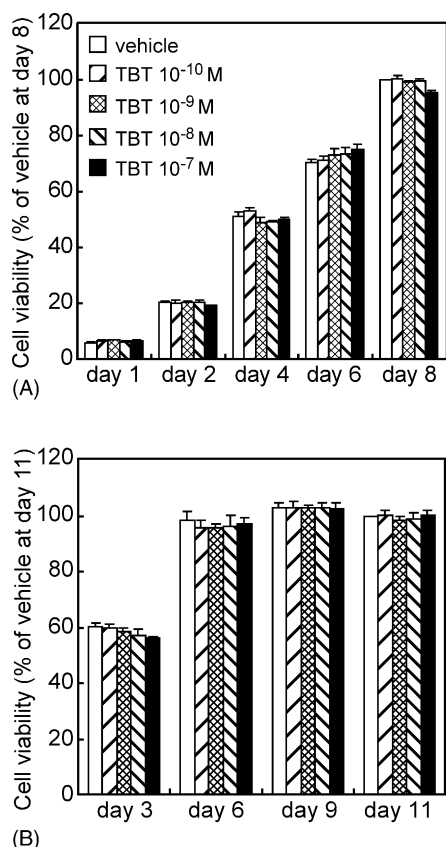 Cell viability (% of vehicle at day 8)
120
100
80
60
40
20
0
vehicle
TBT 10⁻¹⁰ M
TBT 10⁻⁹ M
TBT 10⁻⁸ M
TBT 10⁻⁷ M
day 1 day 2 day 4 day 6 day 8
(A)
Cell viability (% of vehicle at day 11)
120
100
80
60
40
20
0
day 3 day 6 day 9 day 11
(B)